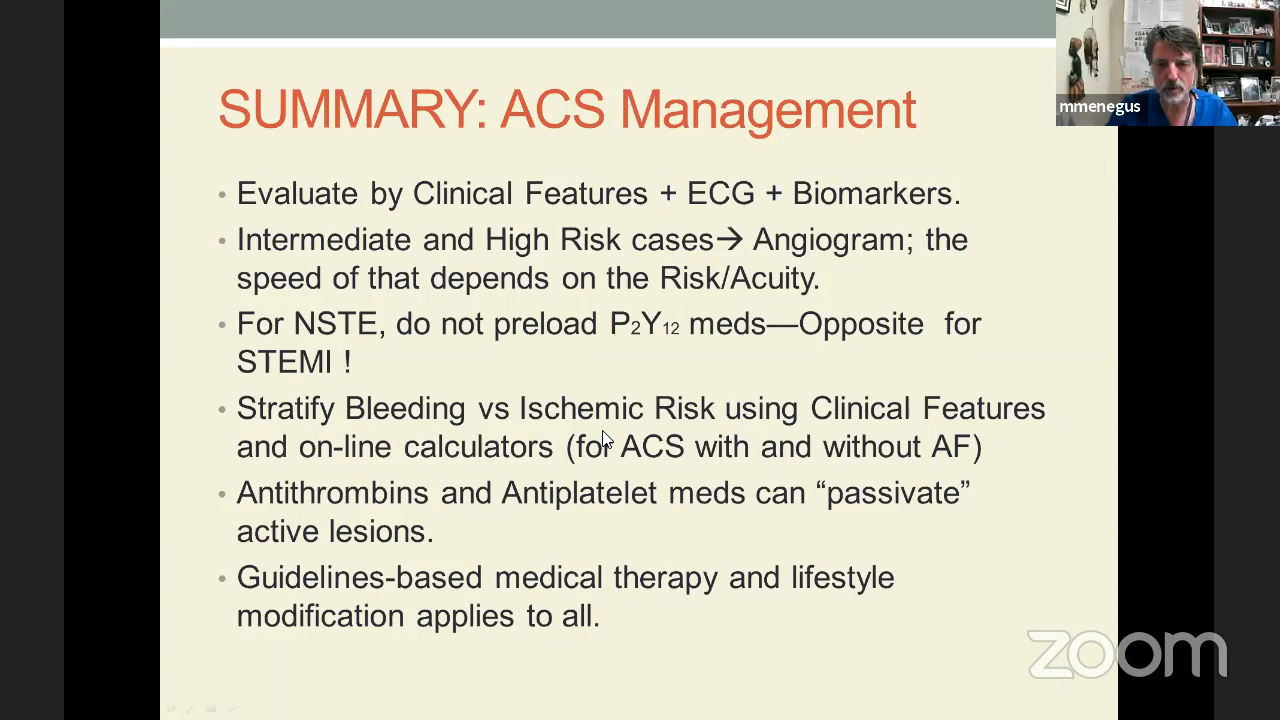 mmenegus
SUMMARY: ACS Management
• Evaluate by Clinical Features + ECG + Biomarkers.
• Intermediate and High Risk cases→ Angiogram; the
speed of that depends on the Risk/Acuity.
• For NSTE, do not preload P₂Y₁₂ meds—Opposite for
STEMI !
• Stratify Bleeding vs Ischemic Risk using Clinical Features
and on-line calculators (for ACS with and without AF)
• Antithrombins and Antiplatelet meds can “passivate”
active lesions.
• Guidelines-based medical therapy and lifestyle
modification applies to all.
zoom